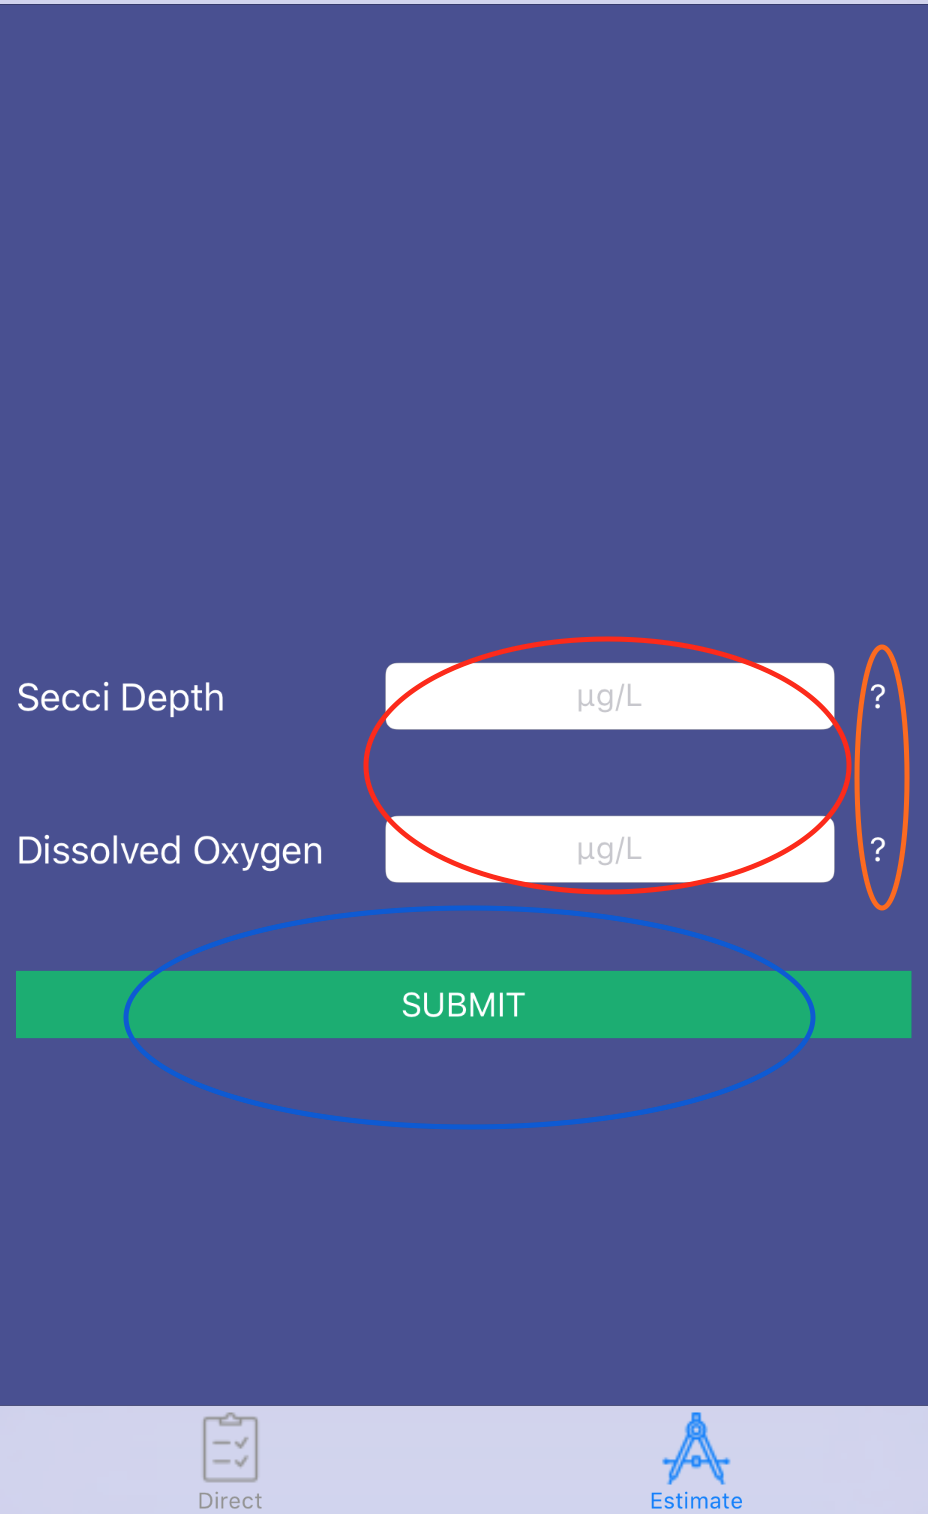 Secci Depth µg/L ?
Dissolved Oxygen µg/L ?
SUBMIT
Direct Estimate